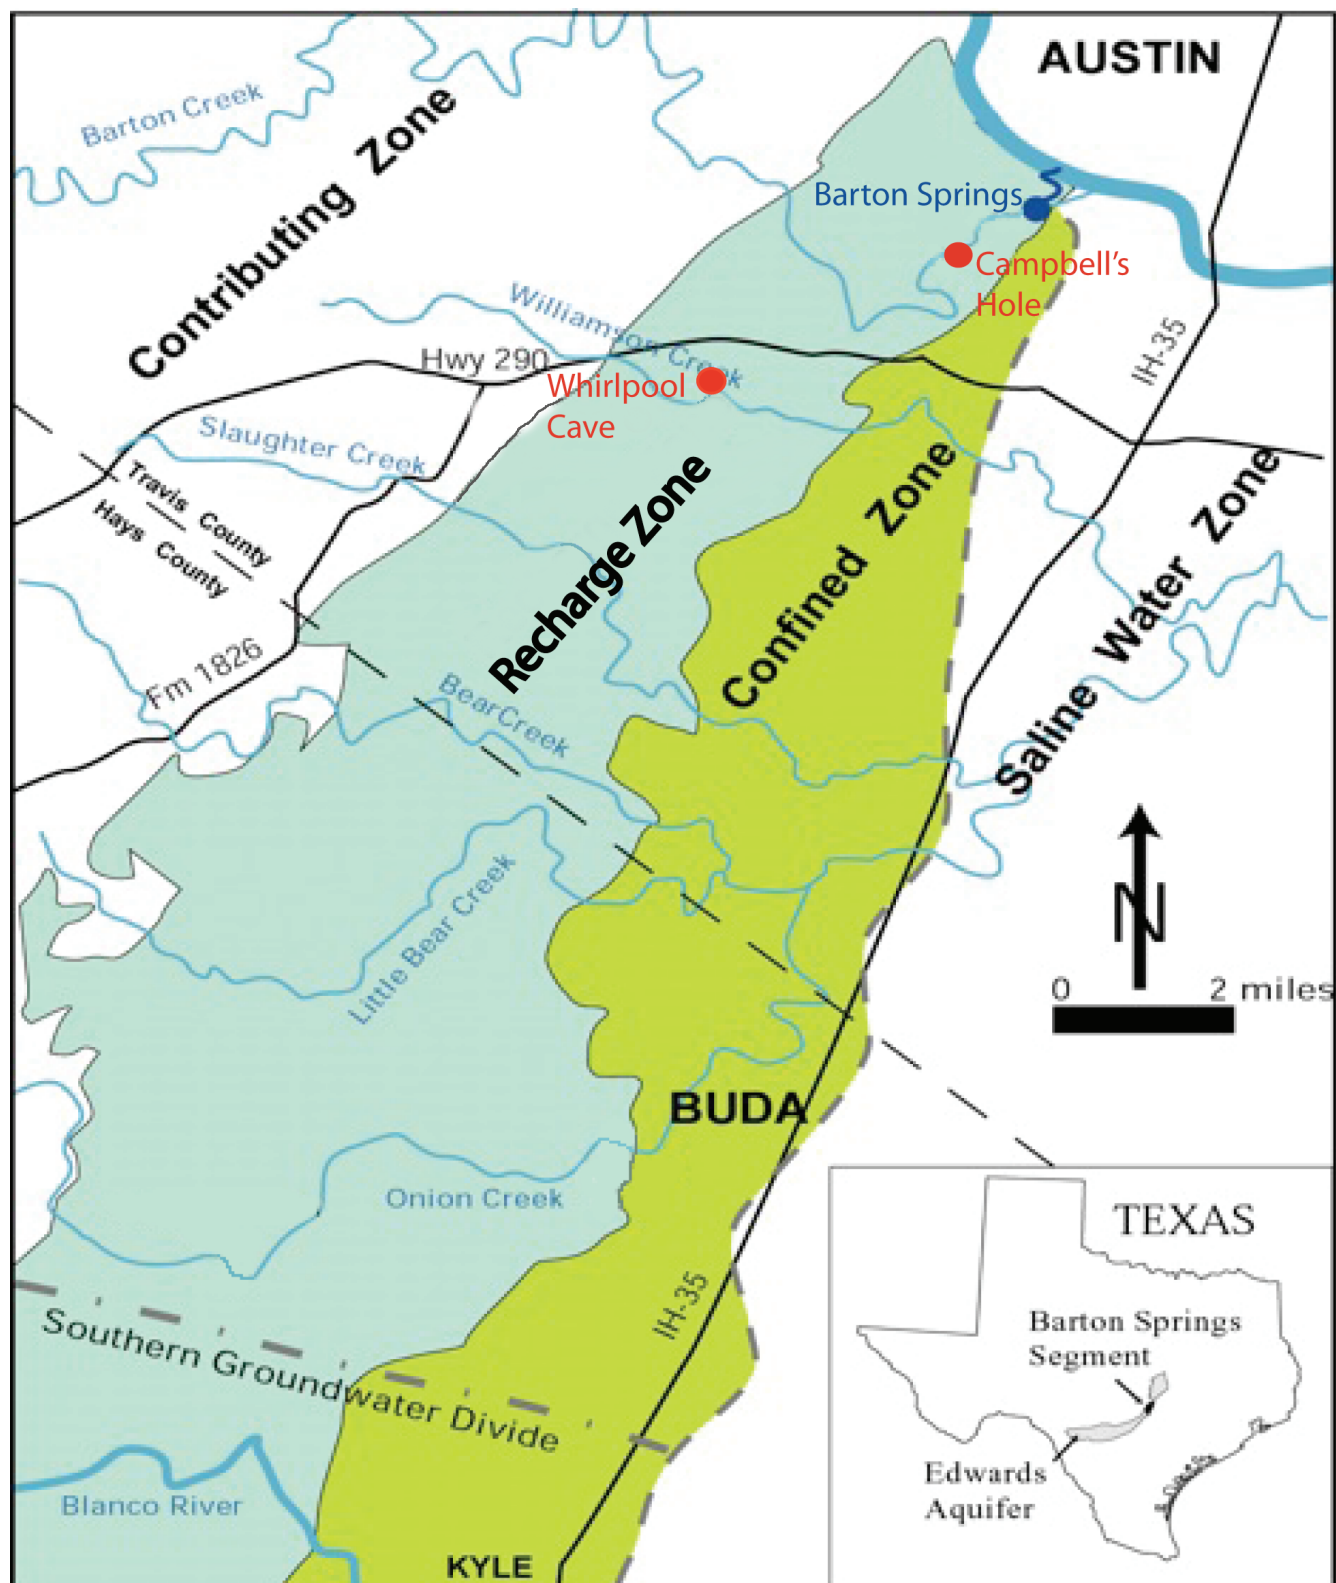 AUSTIN
Barton Creek
Contributing Zone
Barton Springs
Campbell's
Hole
Williamson Creek
Hwy 290
IH-35
Whirlpool
Cave
Slaughter Creek
Travis County
Hays County
Recharge Zone
Confined Zone
Saline Water Zone
Fm 1826
BearCreek
Little Bear Creek
N
0 2 miles
BUDA
Onion Creek
IH-35
Southern Groundwater Divide
Blanco River
KYLE
TEXAS
Barton Springs
Segment
Edwards
Aquifer